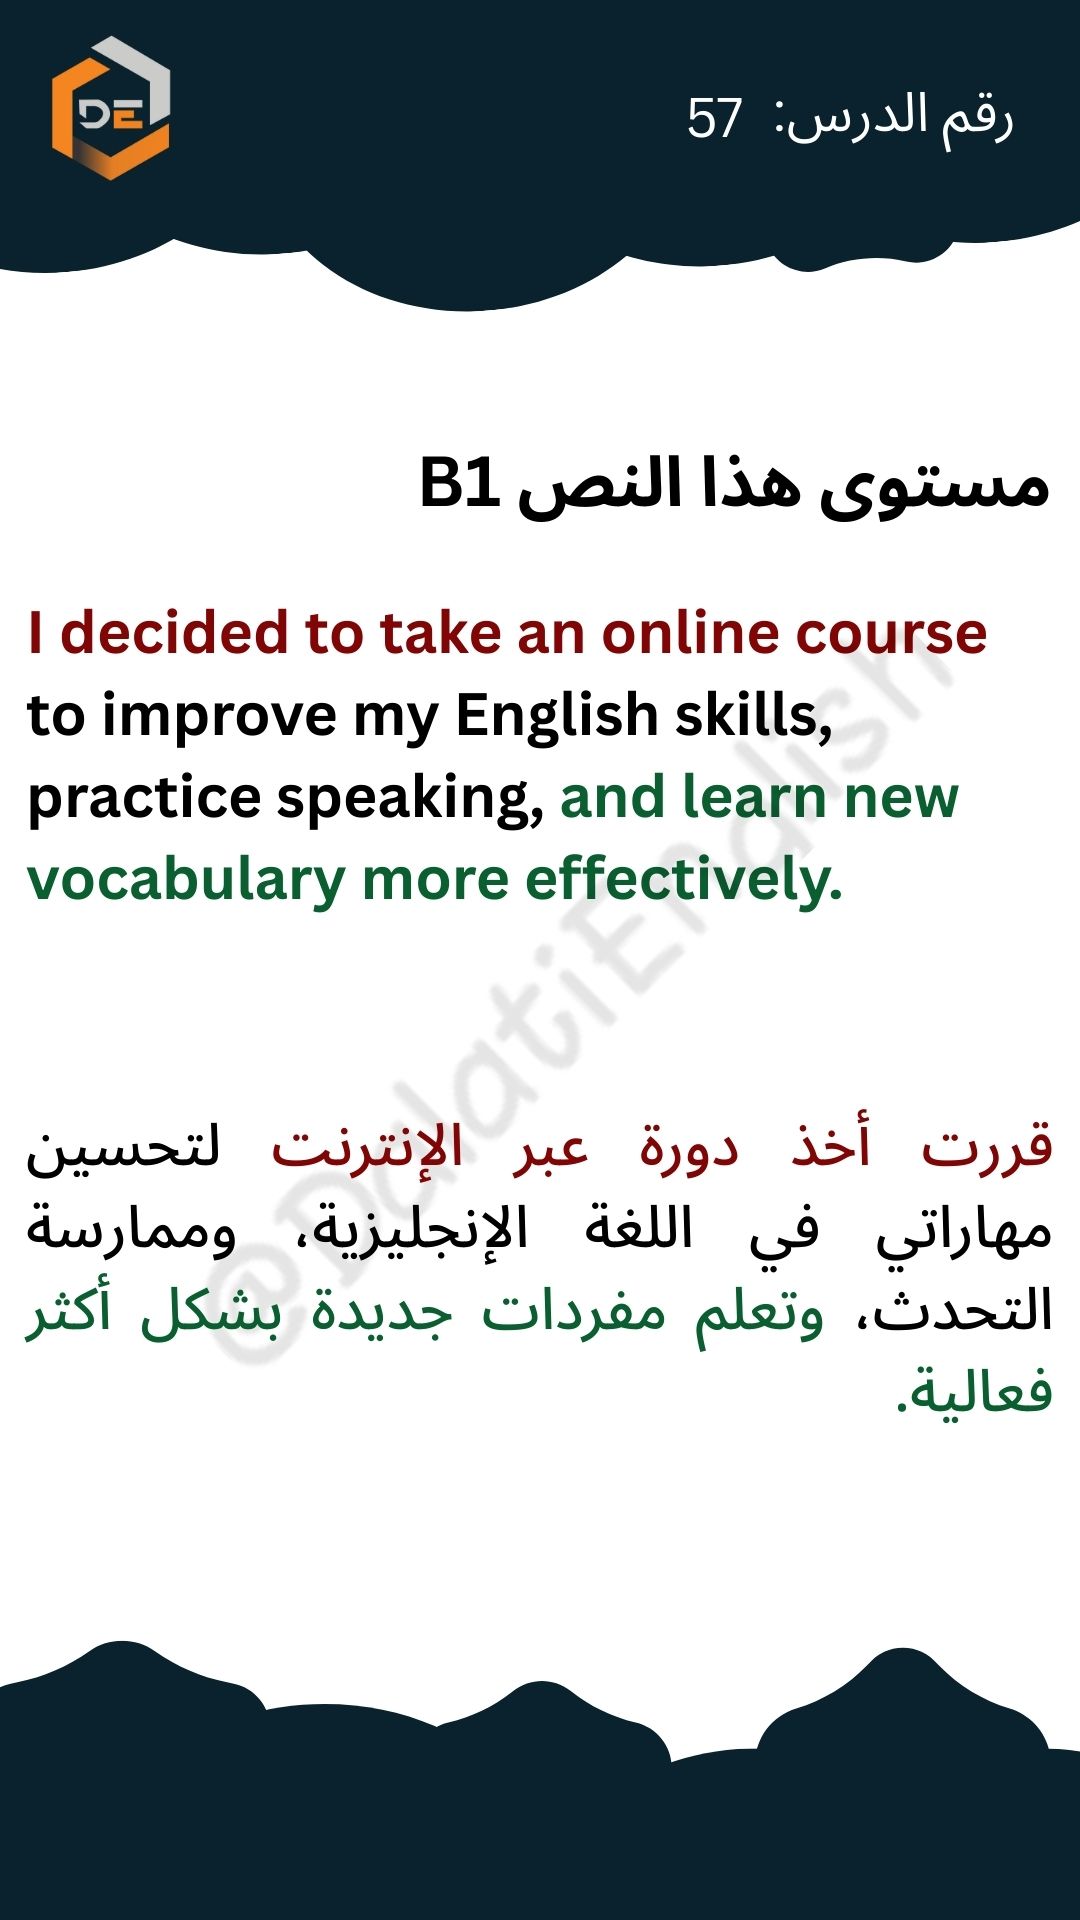 DE
رقم الدرس: 57
مستوى هذا النص B1
I decided to take an online course
to improve my English skills,
practice speaking, and learn new
vocabulary more effectively.
@DalatiEnglish
قررت أخذ دورة عبر الإنترنت لتحسين
مهاراتي في اللغة الإنجليزية، وممارسة
التحدث، وتعلم مفردات جديدة بشكل أكثر
فعالية.